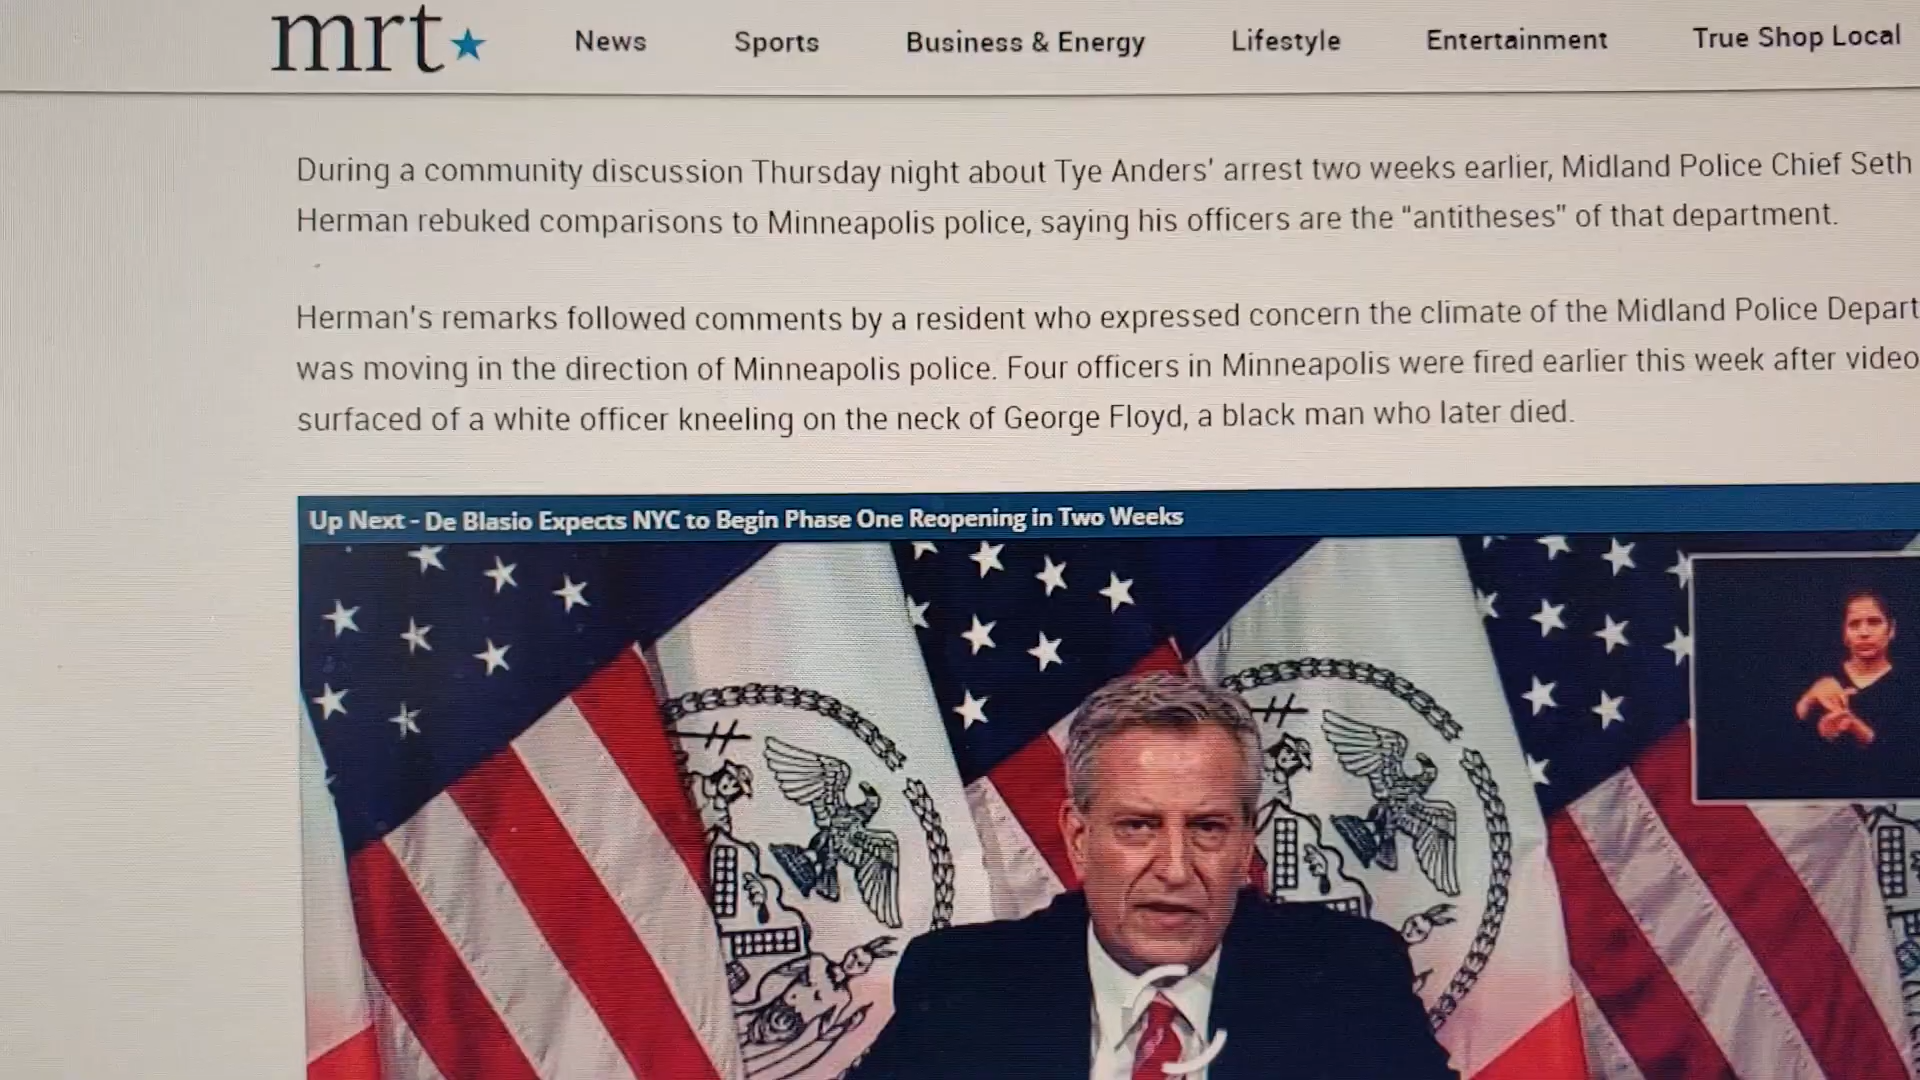 mrt
News Sports Business & Energy Lifestyle Entertainment True Shop Local
During a community discussion Thursday night about Tye Anders' arrest two weeks earlier, Midland Police Chief Seth
Herman rebuked comparisons to Minneapolis police, saying his officers are the “antitheses” of that department.
Herman's remarks followed comments by a resident who expressed concern the climate of the Midland Police Depart
was moving in the direction of Minneapolis police. Four officers in Minneapolis were fired earlier this week after video
surfaced of a white officer kneeling on the neck of George Floyd, a black man who later died.
Up Next - De Blasio Expects NYC to Begin Phase One Reopening in Two Weeks